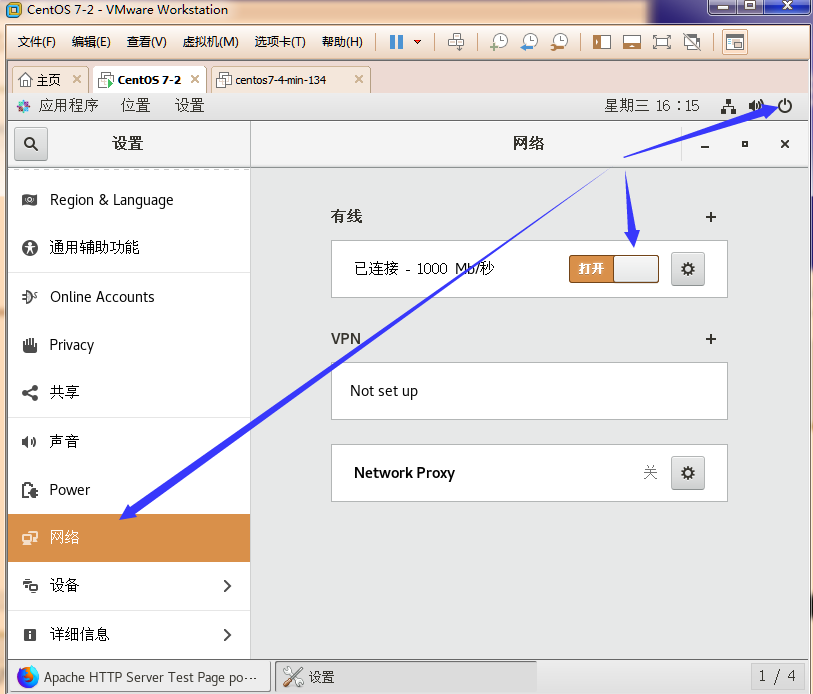 CentOS 7-2 - VMware Workstation
文件(F) 编辑(E) 查看(V) 虚拟机(M) 选项卡(T) 帮助(H)
主页 CentOS 7-2 centos7-4-min-134
应用程序 位置 设置 星期三 16：15
设置 网络
Region & Language
通用辅助功能
Online Accounts
Privacy
共享
声音
Power
网络
设备
详细信息
有线
已连接 - 1000 Mb/秒 打开
VPN
Not set up
Network Proxy 关
Apache HTTP Server Test Page po··· 设置 1 / 4